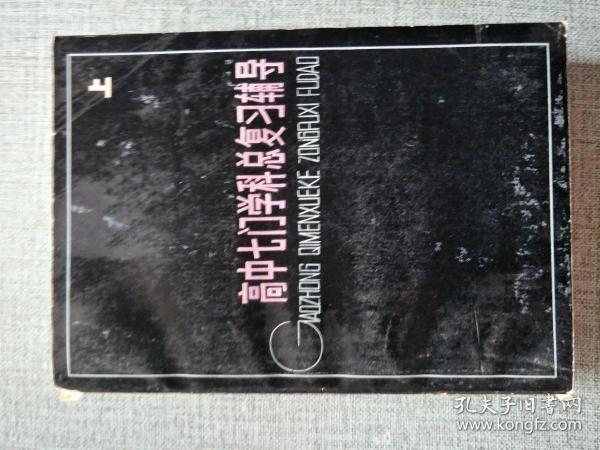 高中七门学科总复习辅导
GAOZHONG QIMENXUEKE ZONGFUXI FUDAO
上
孔夫子旧書网
www.kongfz.com